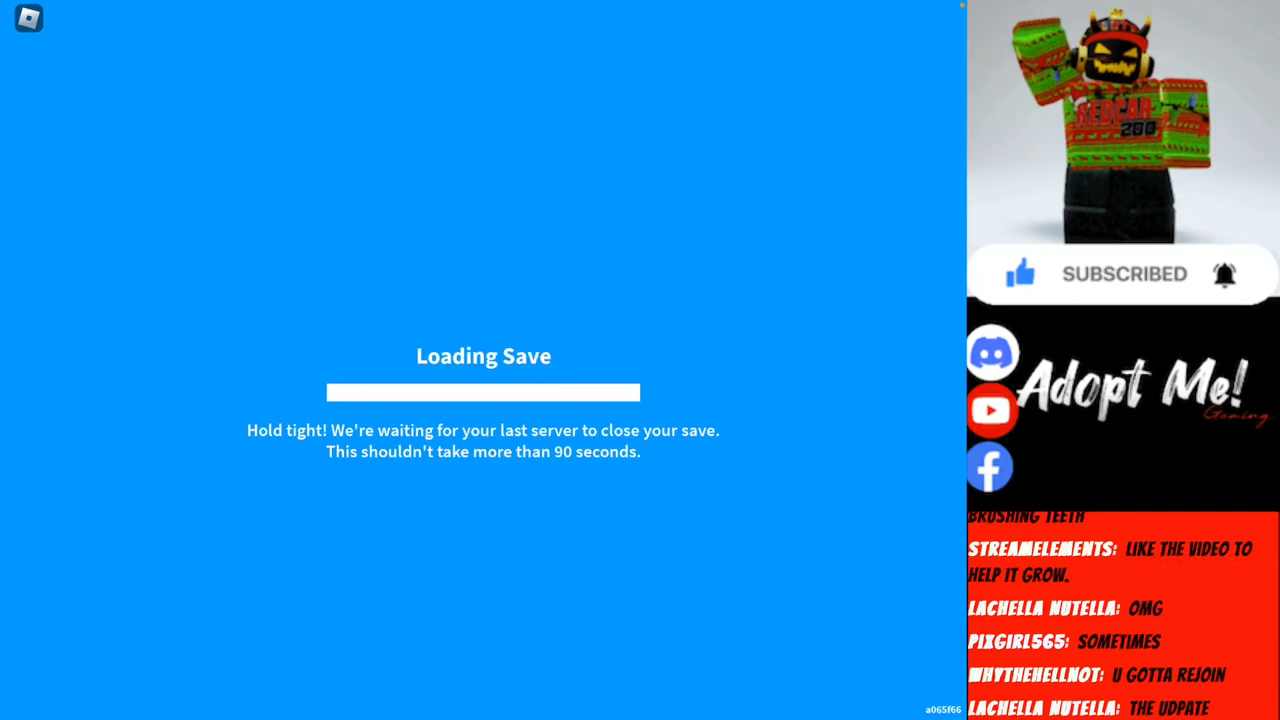 REDCAR
200
SUBSCRIBED
Adopt Me!
Gaming
Loading Save
Hold tight! We're waiting for your last server to close your save.
This shouldn't take more than 90 seconds.
BRUSHING TEETH
STREAMELEMENTS: LIKE THE VIDEO TO
HELP IT GROW.
LACHELLA NUTELLA: OMG
PIXGIRL565: SOMETIMES
WHYTHEHELLNOT: U GOTTA REJOIN
LACHELLA NUTELLA: THE UDPATE
a065f66